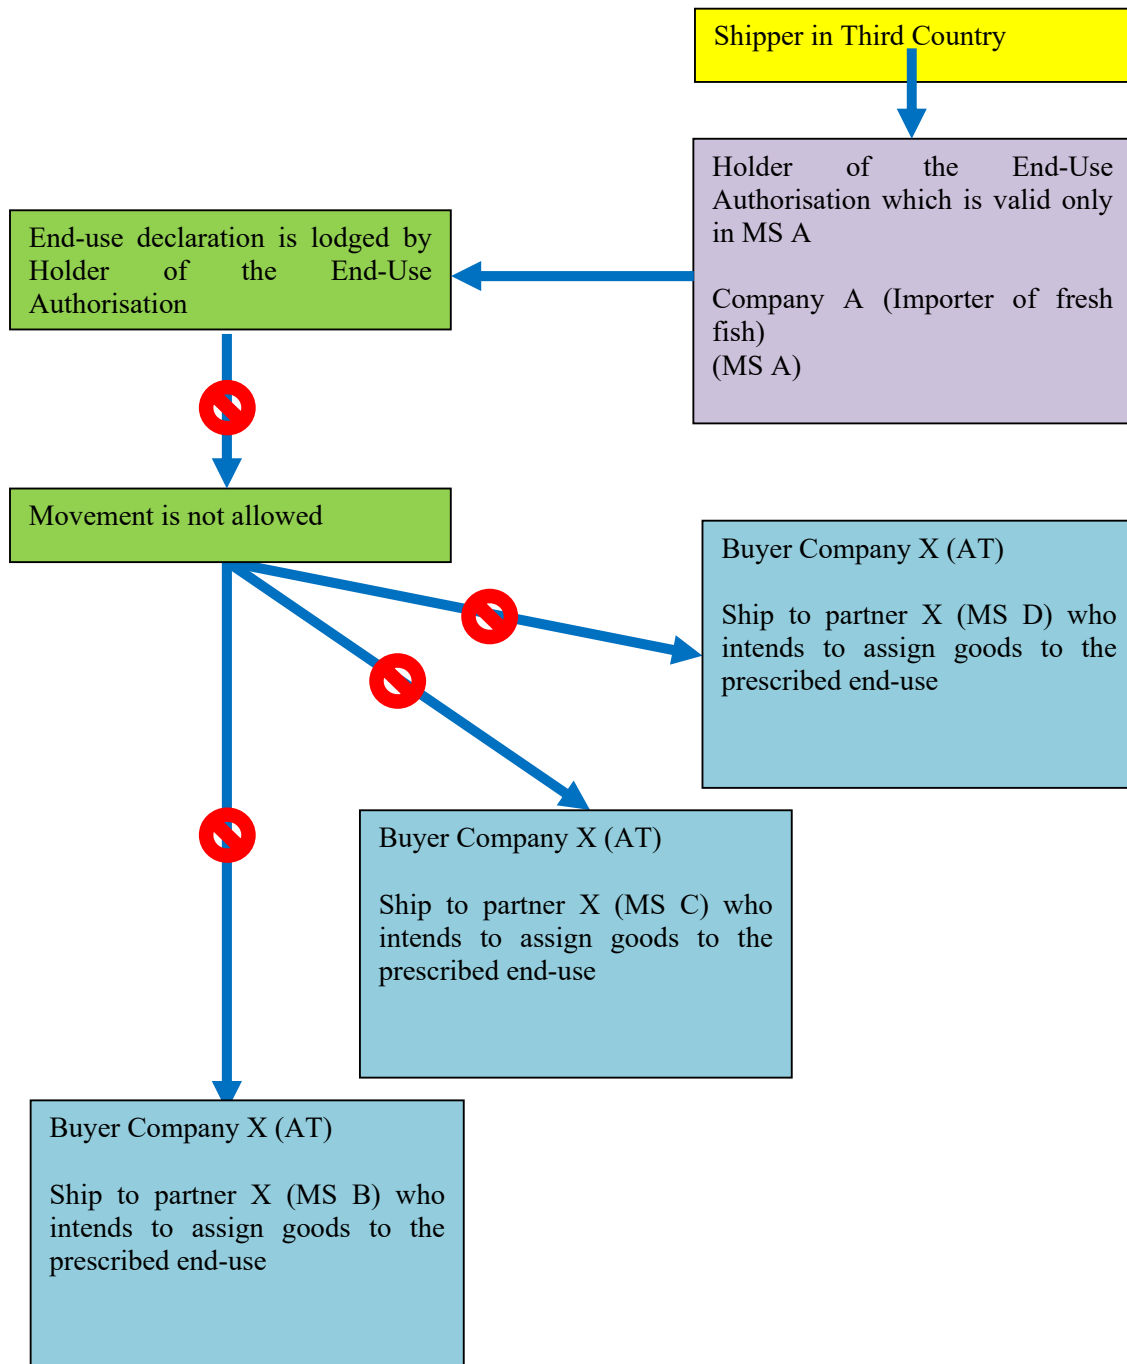 Shipper in Third Country
Holder of the End-Use
Authorisation which is valid only
in MS A
Company A (Importer of fresh
fish)
(MS A)
End-use declaration is lodged by
Holder of the End-Use
Authorisation
Movement is not allowed
Buyer Company X (AT)
Ship to partner X (MS D) who
intends to assign goods to the
prescribed end-use
Buyer Company X (AT)
Ship to partner X (MS C) who
intends to assign goods to the
prescribed end-use
Buyer Company X (AT)
Ship to partner X (MS B) who
intends to assign goods to the
prescribed end-use